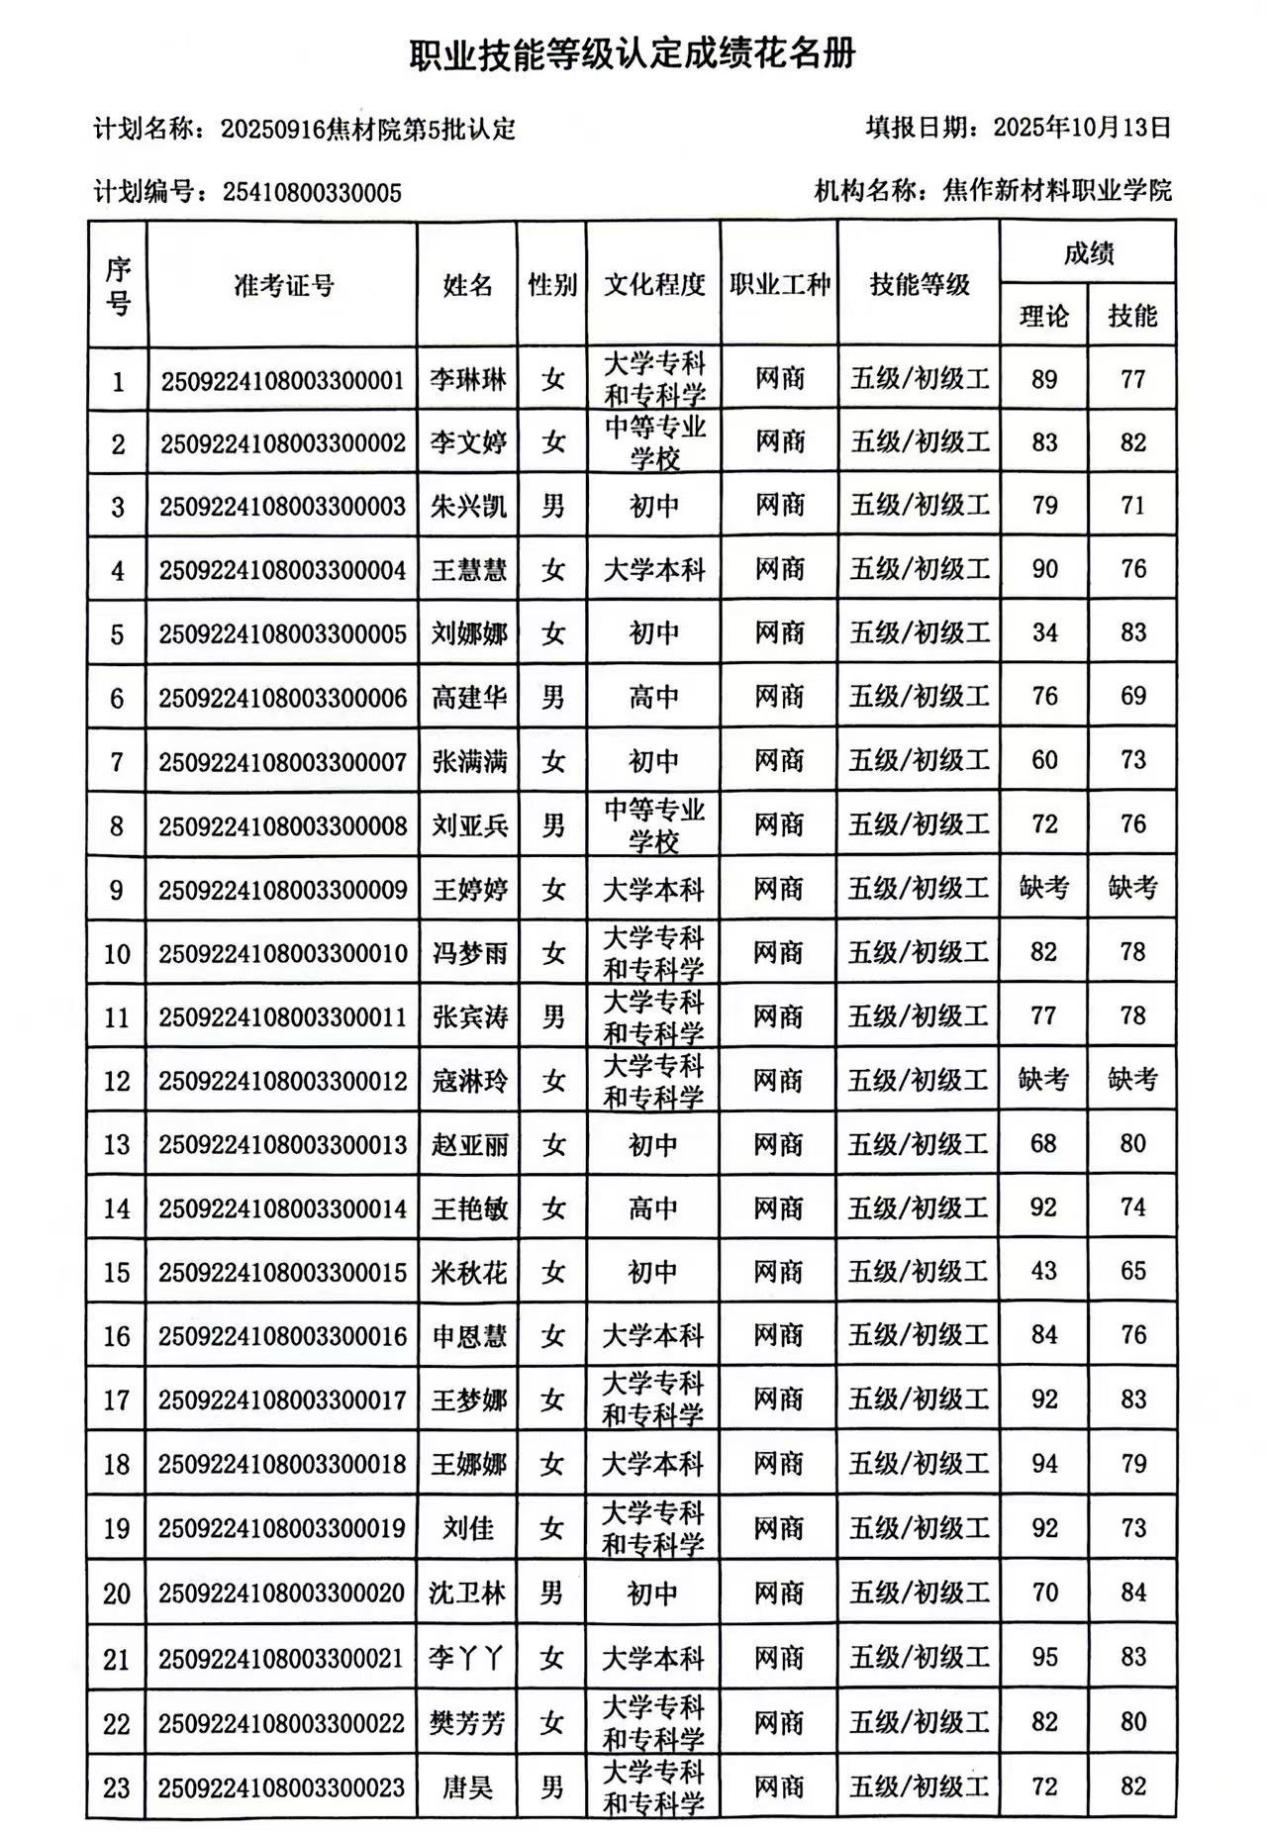 职业技能等级认定成绩花名册
计划名称：20250916焦材院第5批认定 填报日期：2025年10月13日
计划编号：25410800330005 机构名称：焦作新材料职业学院
序号 准考证号 姓名 性别 文化程度 职业工种 技能等级 成绩
理论 技能
1 2509224108003300001 李琳琳 女 大学专科和专科学 网商 五级/初级工 89 77
2 2509224108003300002 李文婷 女 中等专业学校 网商 五级/初级工 83 82
3 2509224108003300003 朱兴凯 男 初中 网商 五级/初级工 79 71
4 2509224108003300004 王慧慧 女 大学本科 网商 五级/初级工 90 76
5 2509224108003300005 刘娜娜 女 初中 网商 五级/初级工 34 83
6 2509224108003300006 高建华 男 高中 网商 五级/初级工 76 69
7 2509224108003300007 张满满 女 初中 网商 五级/初级工 60 73
8 2509224108003300008 刘亚兵 男 中等专业学校 网商 五级/初级工 72 76
9 2509224108003300009 王婷婷 女 大学本科 网商 五级/初级工 缺考 缺考
10 2509224108003300010 冯梦雨 女 大学专科和专科学 网商 五级/初级工 82 78
11 2509224108003300011 张宾涛 男 大学专科和专科学 网商 五级/初级工 77 78
12 2509224108003300012 寇淋玲 女 大学专科和专科学 网商 五级/初级工 缺考 缺考
13 2509224108003300013 赵亚丽 女 初中 网商 五级/初级工 68 80
14 2509224108003300014 王艳敏 女 高中 网商 五级/初级工 92 74
15 2509224108003300015 米秋花 女 初中 网商 五级/初级工 43 65
16 2509224108003300016 申恩慧 女 大学本科 网商 五级/初级工 84 76
17 2509224108003300017 王梦娜 女 大学专科和专科学 网商 五级/初级工 92 83
18 2509224108003300018 王娜娜 女 大学本科 网商 五级/初级工 94 79
19 2509224108003300019 刘佳 女 大学专科和专科学 网商 五级/初级工 92 73
20 2509224108003300020 沈卫林 男 初中 网商 五级/初级工 70 84
21 2509224108003300021 李丫丫 女 大学本科 网商 五级/初级工 95 83
22 2509224108003300022 樊芳芳 女 大学专科和专科学 网商 五级/初级工 82 80
23 2509224108003300023 唐昊 男 大学专科和专科学 网商 五级/初级工 72 82